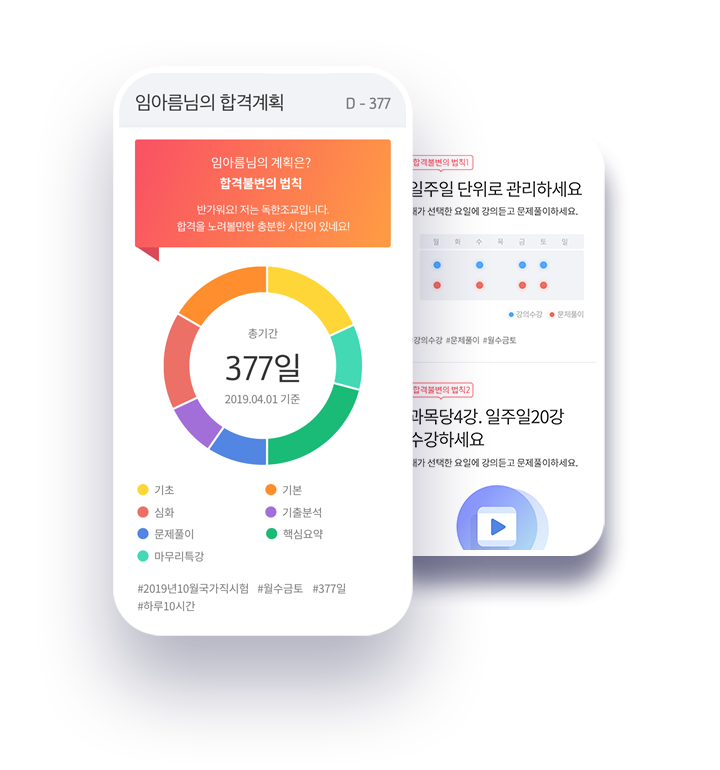 임아름님의 합격계획
D - 377
임아름님의 계획은?
합격불변의 법칙
반가워요! 저는 독한조교입니다.
합격을 노려볼만한 충분한 시간이 있네요!
총기간
377일
2019.04.01 기준
기초
기본
심화
기출분석
문제풀이
핵심요약
마무리특강
#2019년10월국가직시험 #월수금토 #377일
#하루10시간
합격불변의 법칙1
일주일 단위로 관리하세요
내가 선택한 요일에 강의듣고 문제풀이하세요.
월 화 수 목 금 토 일
강의수강 문제풀이
강의수강 #문제풀이 #월수금토
합격불변의 법칙2
과목당4강. 일주일20강
수강하세요
내가 선택한 요일에 강의듣고 문제풀이하세요.